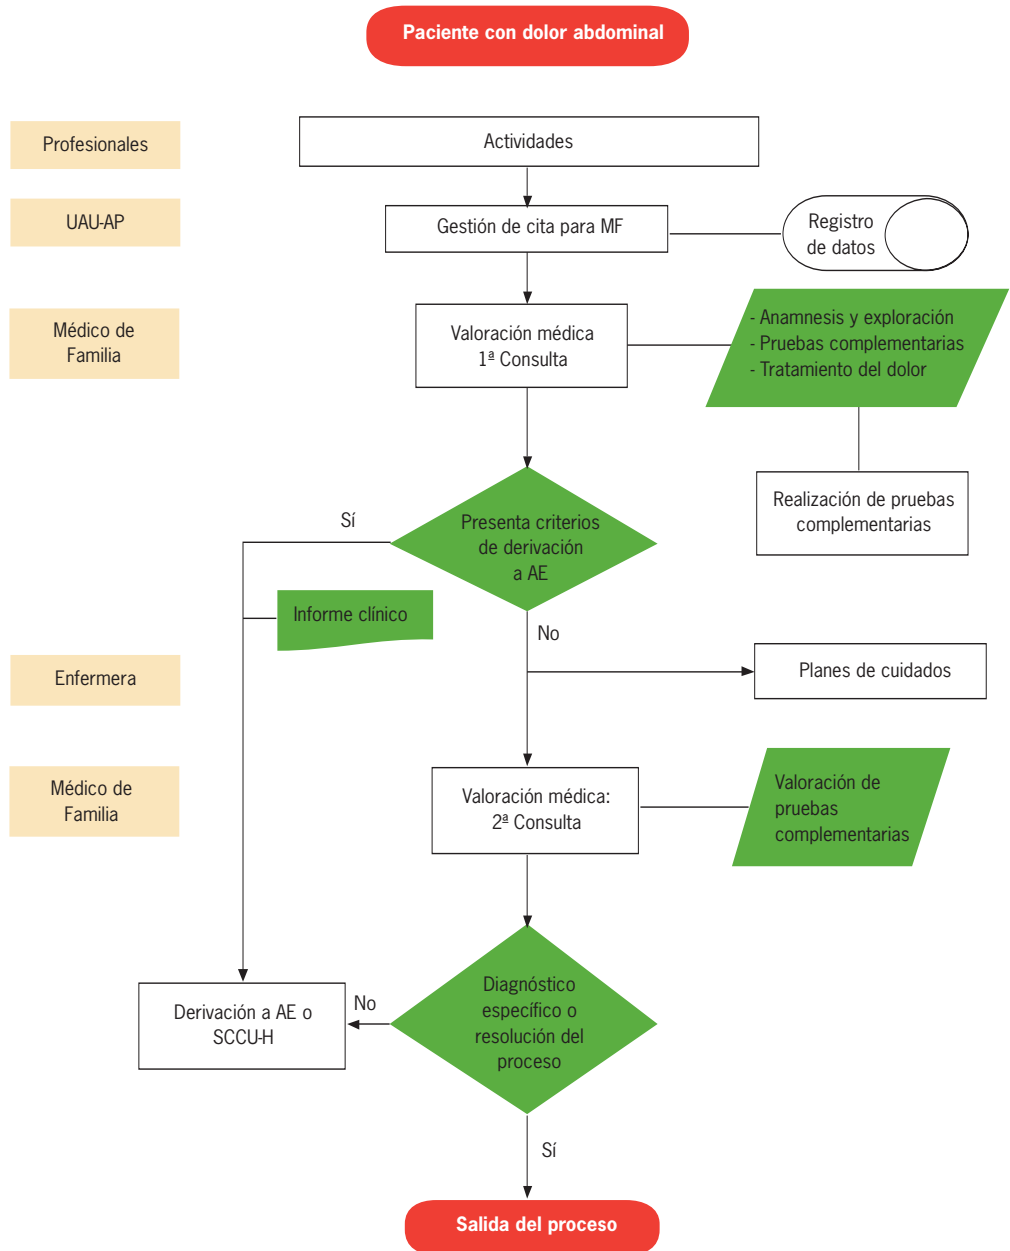 Paciente con dolor abdominal
Profesionales
Actividades
UAU-AP
Gestión de cita para MF
Registro
de datos
Médico de
Familia
Valoración médica
1ª Consulta
- Anamnesis y exploración
- Pruebas complementarias
- Tratamiento del dolor
Realización de pruebas
complementarias
Sí
Presenta criterios
de derivación
a AE
Informe clínico
No
Enfermera
Planes de cuidados
Médico de
Familia
Valoración médica:
2ª Consulta
Valoración de
pruebas
complementarias
Derivación a AE o
SCCU-H
No
Diagnóstico
específico o
resolución del
proceso
Sí
Salida del proceso